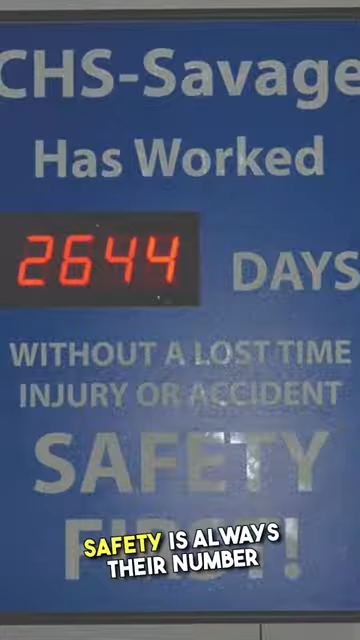 CHS-Savage
Has Worked
2644 DAYS
WITHOUT A LOST TIME
INJURY OR ACCIDENT
SAFETY
FIRST!
SAFETY IS ALWAYS
THEIR NUMBER